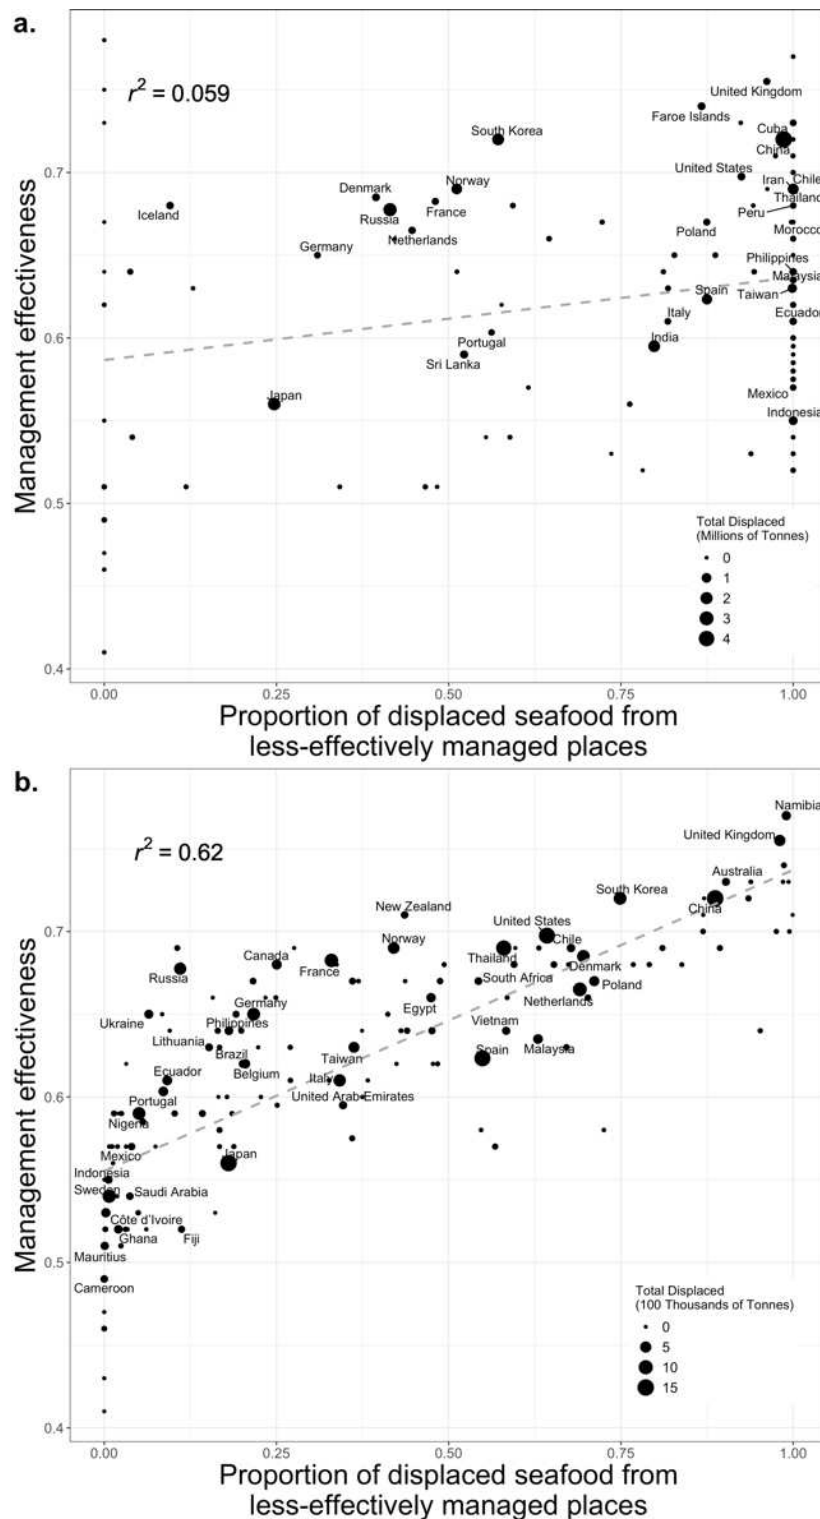 a.
r² = 0.059
United Kingdom
Faroe Islands
South Korea
Cuba
China
United States
Iran
Chile
Thailand
Denmark
Norway
Peru
Iceland
Russia
France
Netherlands
Poland
Morocco
Germany
Philippines
Malaysia
Spain
Taiwan
Italy
Ecuador
Portugal
India
Sri Lanka
Japan
Mexico
Indonesia
Management effectiveness
0.7
0.6
0.5
0.4
Total Displaced
(Millions of Tonnes)
0
1
2
3
4
0.00
0.25
0.50
0.75
1.00
Proportion of displaced seafood from
less-effectively managed places
b.
r² = 0.62
Namibia
United Kingdom
Australia
South Korea
China
New Zealand
United States
Norway
Chile
Thailand
Canada
France
Russia
Denmark
South Africa
Poland
Netherlands
Germany
Egypt
Ukraine
Philippines
Vietnam
Lithuania
Malaysia
Taiwan
Spain
Brazil
Belgium
Ecuador
Italy
Portugal
United Arab Emirates
Nigeria
Mexico
Japan
Indonesia
Sweden
Saudi Arabia
Côte d'Ivoire
Ghana
Fiji
Mauritius
Cameroon
Management effectiveness
0.7
0.6
0.5
0.4
Total Displaced
(100 Thousands of Tonnes)
0
5
10
15
0.00
0.25
0.50
0.75
1.00
Proportion of displaced seafood from
less-effectively managed places